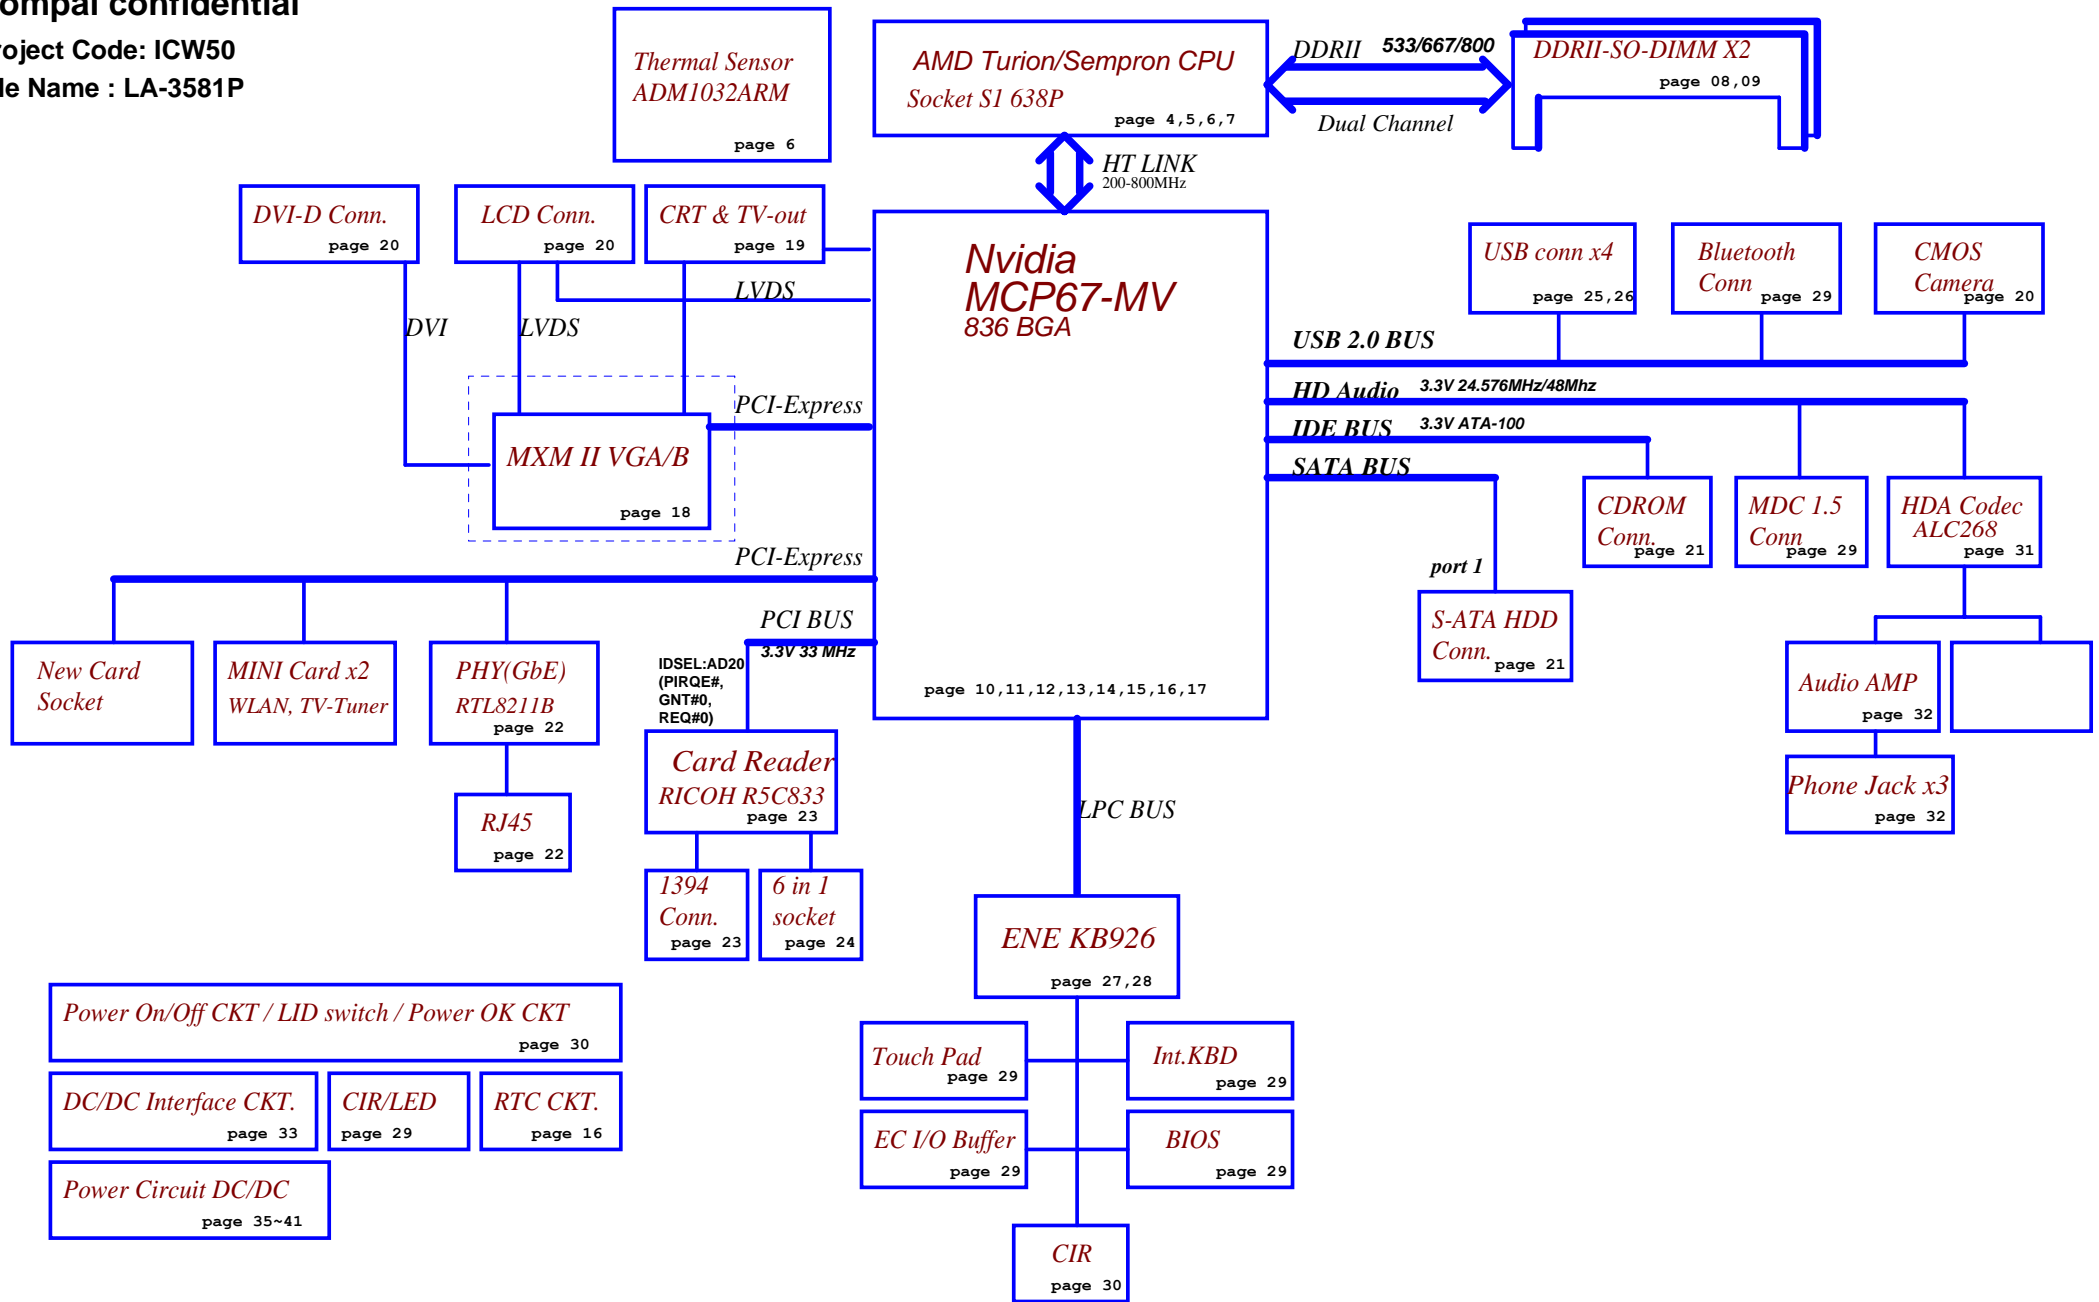 ompal confidential
roject Code: ICW50
le Name : LA-3581P
Thermal Sensor
ADM1032ARM
page 6
AMD Turion/Sempron CPU
Socket S1 638P
page 4,5,6,7
DDRII 533/667/800
Dual Channel
DDRII-SO-DIMM X2
page 08,09
HT LINK
200-800MHz
DVI-D Conn.
page 20
LCD Conn.
page 20
CRT & TV-out
page 19
Nvidia
MCP67-MV
836 BGA
page 10,11,12,13,14,15,16,17
USB conn x4
page 25,26
Bluetooth
Conn page 29
CMOS
Camera
page 20
LVDS
DVI
LVDS
USB 2.0 BUS
HD Audio 3.3V 24.576MHz/48Mhz
IDE BUS 3.3V ATA-100
SATA BUS
PCI-Express
MXM II VGA/B
page 18
PCI-Express
CDROM
Conn.
page 21
MDC 1.5
Conn
page 29
HDA Codec
ALC268
page 31
port 1
S-ATA HDD
Conn.
page 21
PCI BUS
3.3V 33 MHz
IDSEL:AD20
(PIRQE#,
GNT#0,
REQ#0)
New Card
Socket
MINI Card x2
WLAN, TV-Tuner
PHY(GbE)
RTL8211B
page 22
Audio AMP
page 32
Card Reader
RICOH R5C833
page 23
Phone Jack x3
page 32
RJ45
page 22
LPC BUS
1394
Conn.
page 23
6 in 1
socket
page 24
ENE KB926
page 27,28
Power On/Off CKT / LID switch / Power OK CKT
page 30
Touch Pad
page 29
Int.KBD
page 29
DC/DC Interface CKT.
page 33
CIR/LED
page 29
RTC CKT.
page 16
EC I/O Buffer
page 29
BIOS
page 29
Power Circuit DC/DC
page 35~41
CIR
page 30